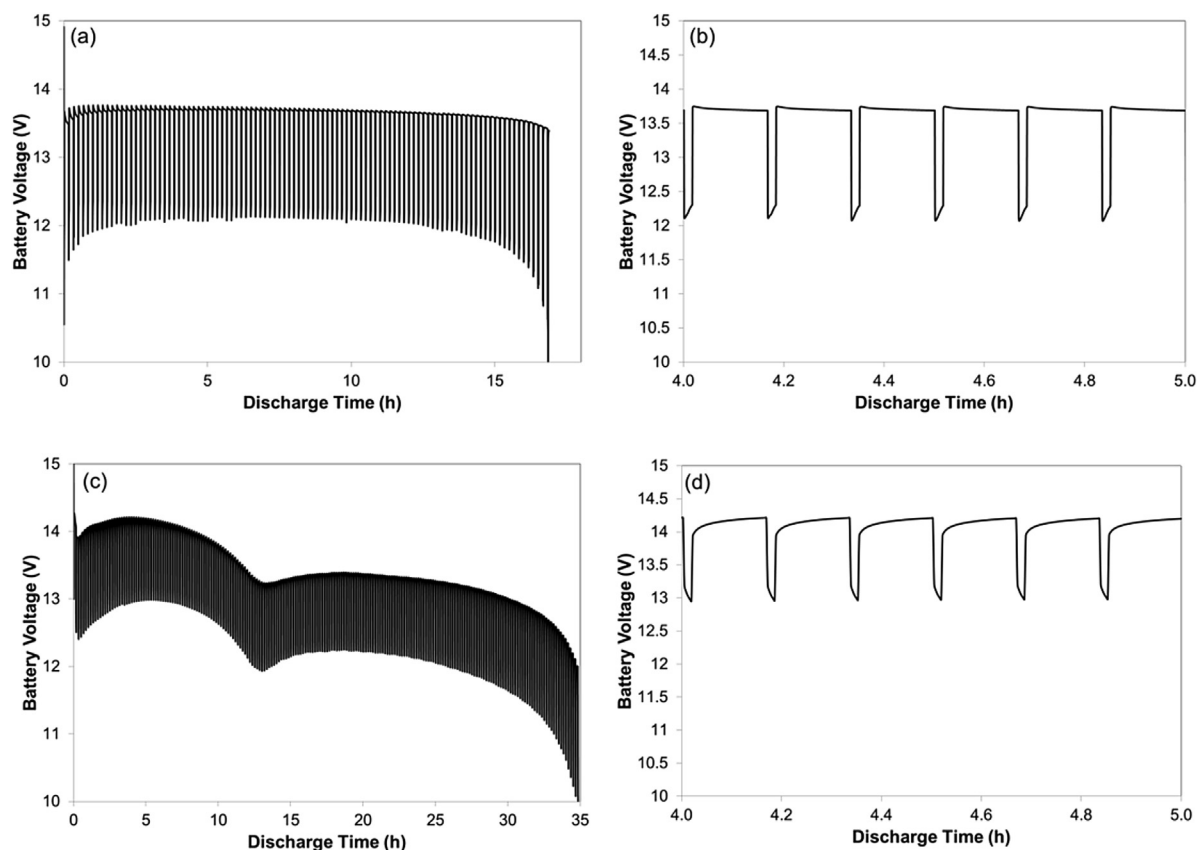 (a)
15
14
13
12
11
10
Battery Voltage (V)
0 5 10 15
Discharge Time (h)
(b)
15
14.5
14
13.5
13
12.5
12
11.5
11
10.5
10
Battery Voltage (V)
4.0 4.2 4.4 4.6 4.8 5.0
Discharge Time (h)
(c)
15
14
13
12
11
10
Battery Voltage (V)
0 5 10 15 20 25 30 35
Discharge Time (h)
(d)
15
14.5
14
13.5
13
12.5
12
11.5
11
10.5
10
Battery Voltage (V)
4.0 4.2 4.4 4.6 4.8 5.0
Discharge Time (h)